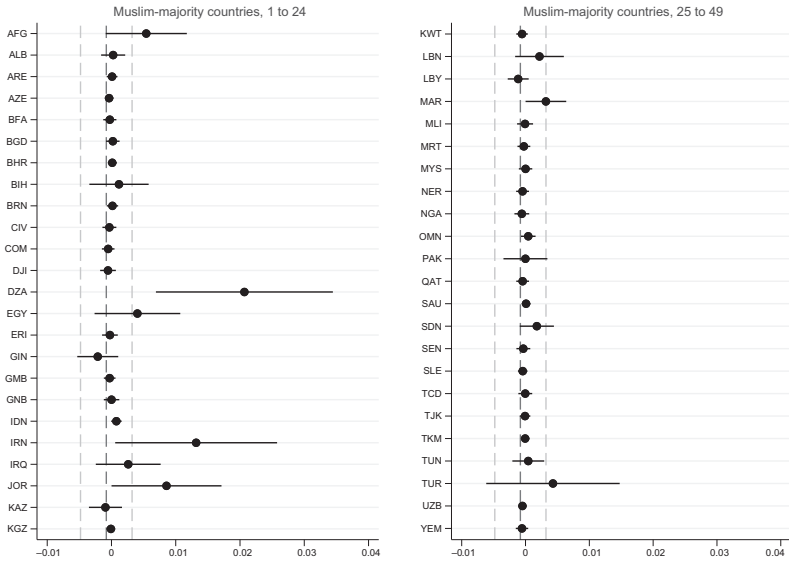 Muslim-majority countries, 1 to 24
AFG
ALB
ARE
AZE
BFA
BGD
BHR
BIH
BRN
CIV
COM
DJI
DZA
EGY
ERI
GIN
GMB
GNB
IDN
IRN
IRQ
JOR
KAZ
KGZ
−0.01 0 0.01 0.02 0.03 0.04
Muslim-majority countries, 25 to 49
KWT
LBN
LBY
MAR
MLI
MRT
MYS
NER
NGA
OMN
PAK
QAT
SAU
SDN
SEN
SLE
TCD
TJK
TKM
TUN
TUR
UZB
YEM
−0.01 0 0.01 0.02 0.03 0.04